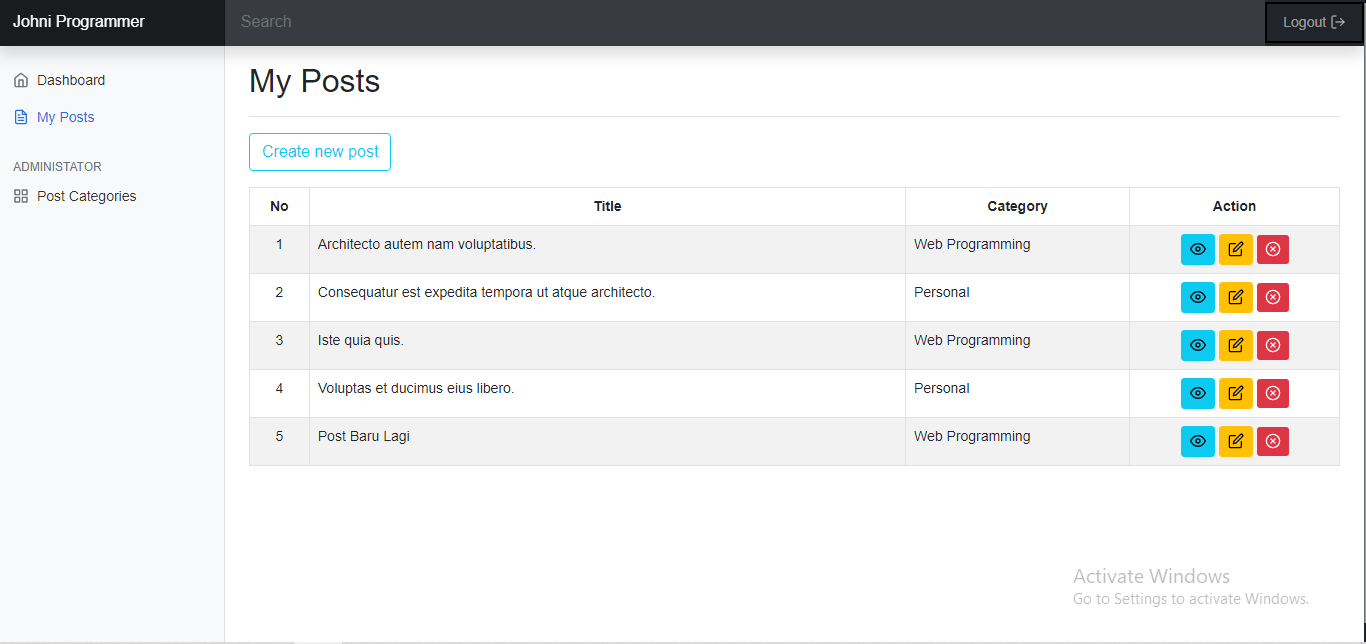 Johni Programmer
Search
Logout
Dashboard
My Posts
ADMINISTATOR
Post Categories
My Posts
Create new post
No Title Category Action
1 Architecto autem nam voluptatibus. Web Programming
2 Consequatur est expedita tempora ut atque architecto. Personal
3 Iste quia quis. Web Programming
4 Voluptas et ducimus eius libero. Personal
5 Post Baru Lagi Web Programming
Activate Windows
Go to Settings to activate Windows.